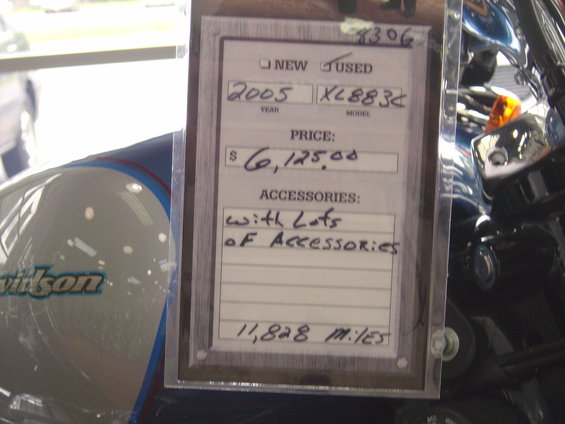 8306
NEW USED
2005 XL883C
YEAR MODEL
PRICE:
$ 6,125.00
ACCESSORIES:
with Lots
of Accessories
11,828 Miles
vidson